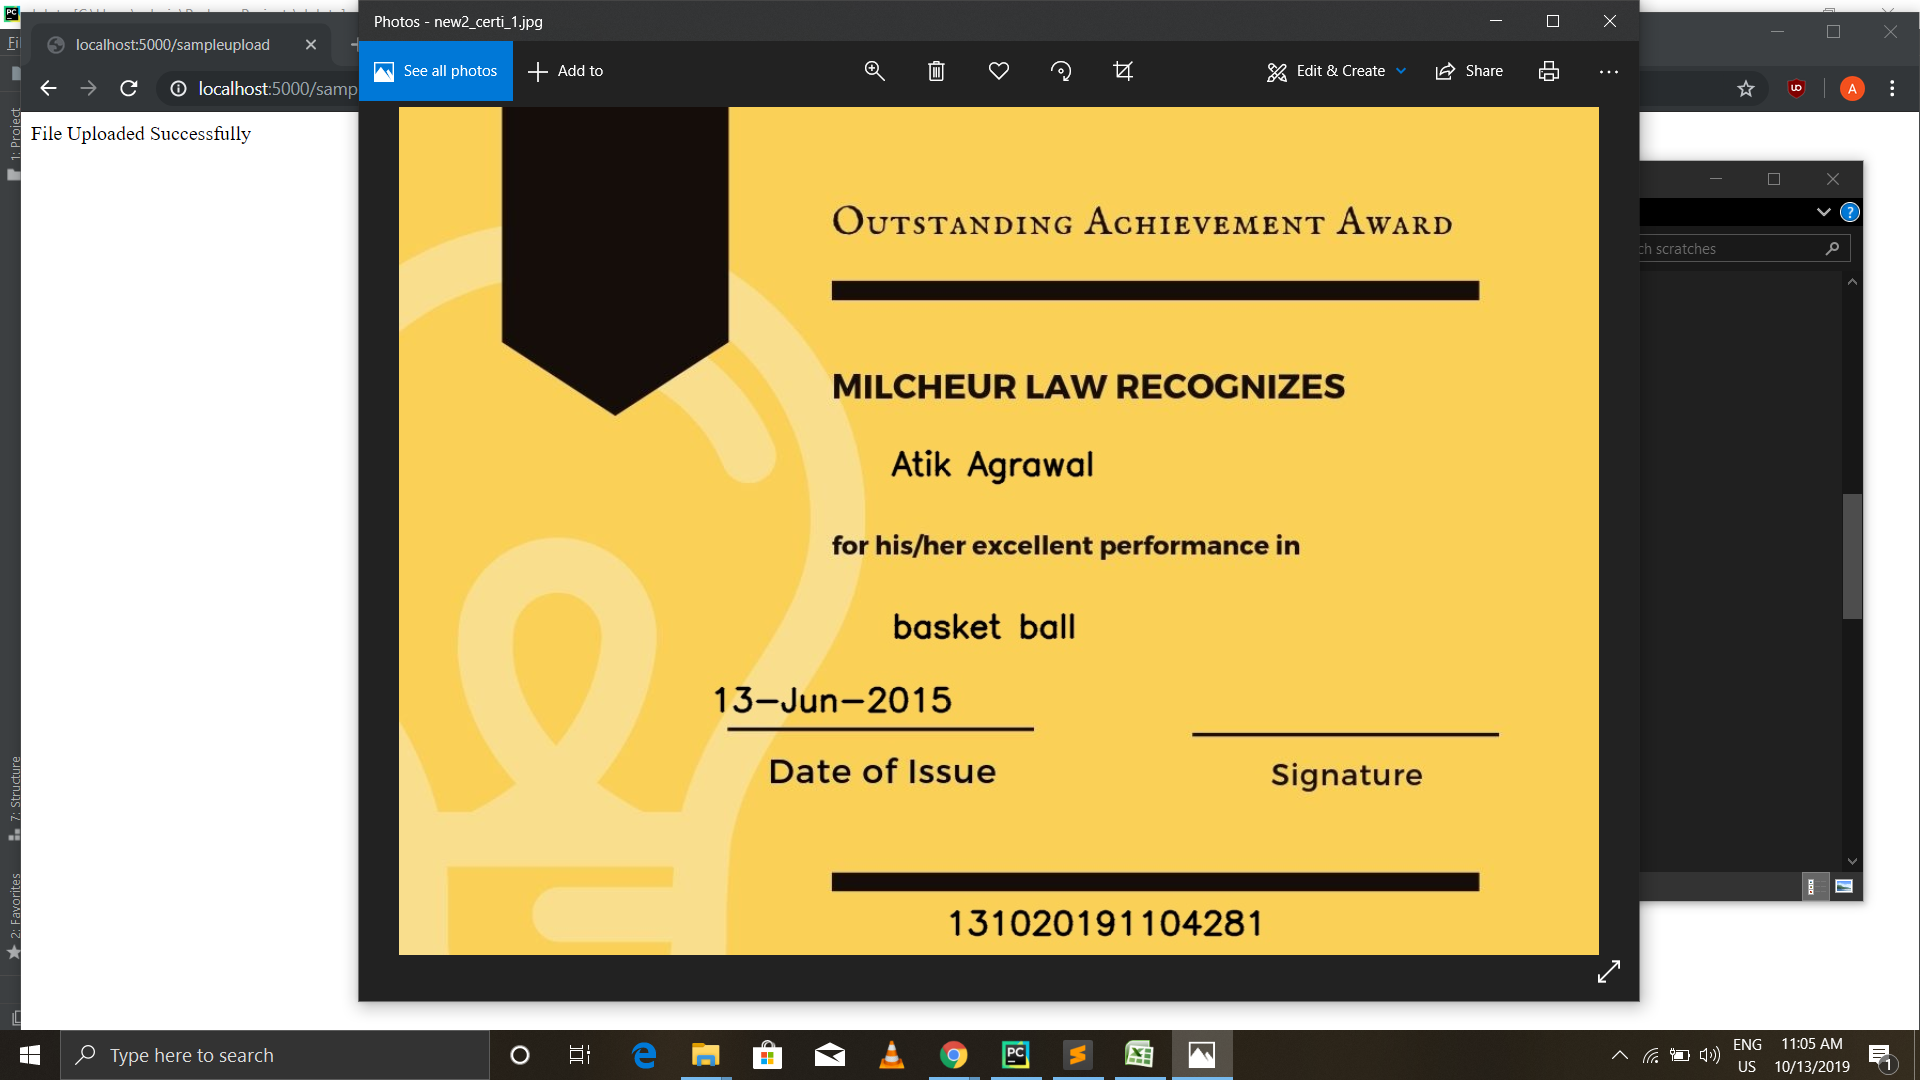 Photos - new2_certi_1.jpg
localhost:5000/sampleupload
See all photos
Add to
Edit & Create
Share
localhost:5000/samp
A
File Uploaded Successfully
1: Project
7: Structure
2: Favorites
OUTSTANDING ACHIEVEMENT AWARD
MILCHEUR LAW RECOGNIZES
Atik Agrawal
for his/her excellent performance in
basket ball
13-Jun-2015
Date of Issue
Signature
131020191104281
scratches
Type here to search
PC
ENG
US
11:05 AM
10/13/2019
1